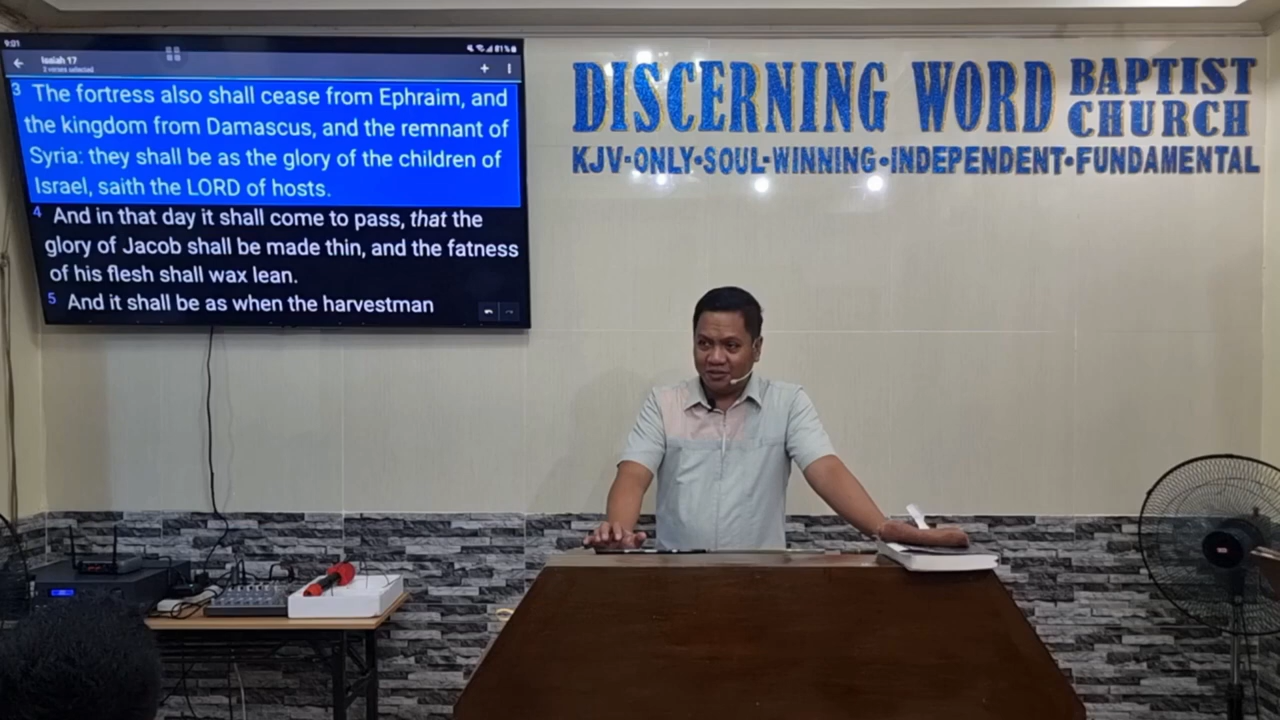 9:01
81%
Isaiah 17
2 verses selected
3 The fortress also shall cease from Ephraim, and
the kingdom from Damascus, and the remnant of
Syria: they shall be as the glory of the children of
Israel, saith the LORD of hosts.
4 And in that day it shall come to pass, that the
glory of Jacob shall be made thin, and the fatness
of his flesh shall wax lean.
5 And it shall be as when the harvestman
DISCERNING WORD BAPTIST
CHURCH
KJV-ONLY•SOUL-WINNING•INDEPENDENT•FUNDAMENTAL